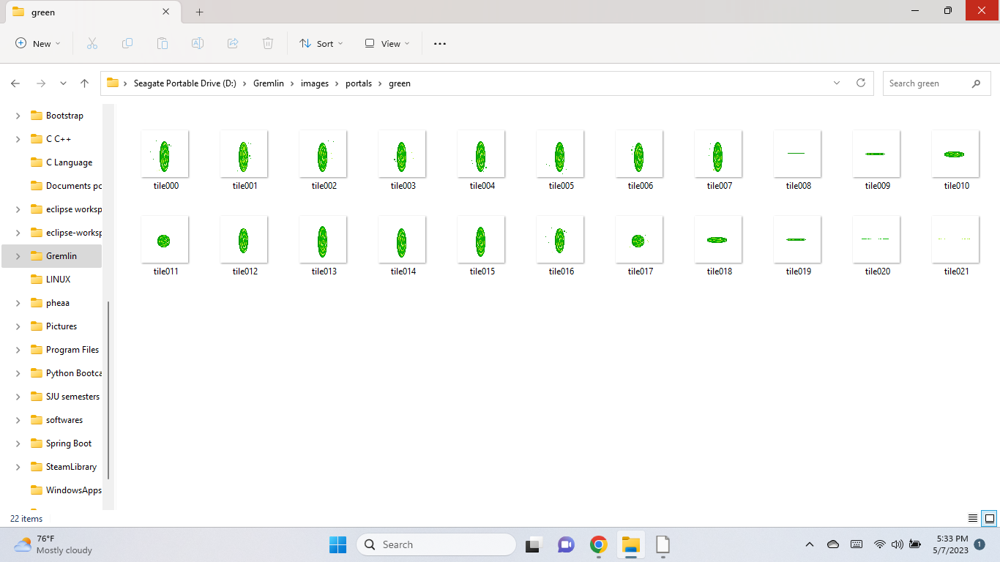 green
New
Sort
View
Seagate Portable Drive (D:) Gremlin images portals green
Search green
Bootstrap
C C++
C Language
Documents pc
eclipse worksp
eclipse-worksp
Gremlin
LINUX
pheaa
Pictures
Program Files
Python Bootca
SJU semesters
softwares
Spring Boot
SteamLibrary
WindowsApps
tile000 tile001 tile002 tile003 tile004 tile005 tile006 tile007 tile008 tile009 tile010
tile011 tile012 tile013 tile014 tile015 tile016 tile017 tile018 tile019 tile020 tile021
22 items
76°F
Mostly cloudy
Search
5:33 PM
5/7/2023
1